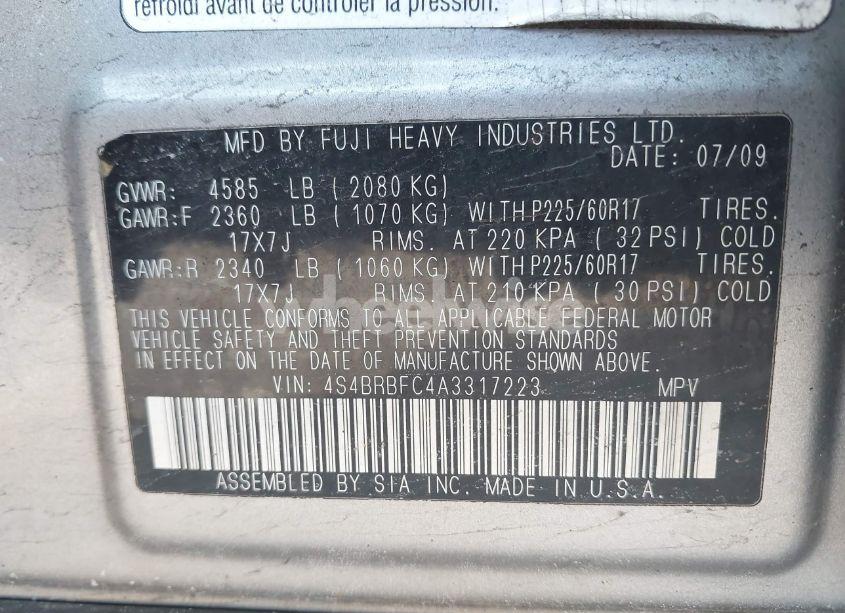 refroidi avant de contrôler la pression.
MFD BY FUJI HEAVY INDUSTRIES LTD.
DATE: 07/09
GVWR: 4585 LB ( 2080 KG)
GAWR:F 2360 LB ( 1070 KG) WITH P225/60R17 TIRES.
17X7J RIMS. AT 220 KPA ( 32 PSI) COLD
GAWR:R 2340 LB ( 1060 KG) WITH P225/60R17 TIRES.
17X7J RIMS. AT 210 KPA ( 30 PSI) COLD
THIS VEHICLE CONFORMS TO ALL APPLICABLE FEDERAL MOTOR
VEHICLE SAFETY AND THEFT PREVENTION STANDARDS
IN EFFECT ON THE DATE OF MANUFACTURE SHOWN ABOVE.
VIN: 4S4BRBFC4A3317223 MPV
ASSEMBLED BY SIA INC. MADE IN U.S.A.